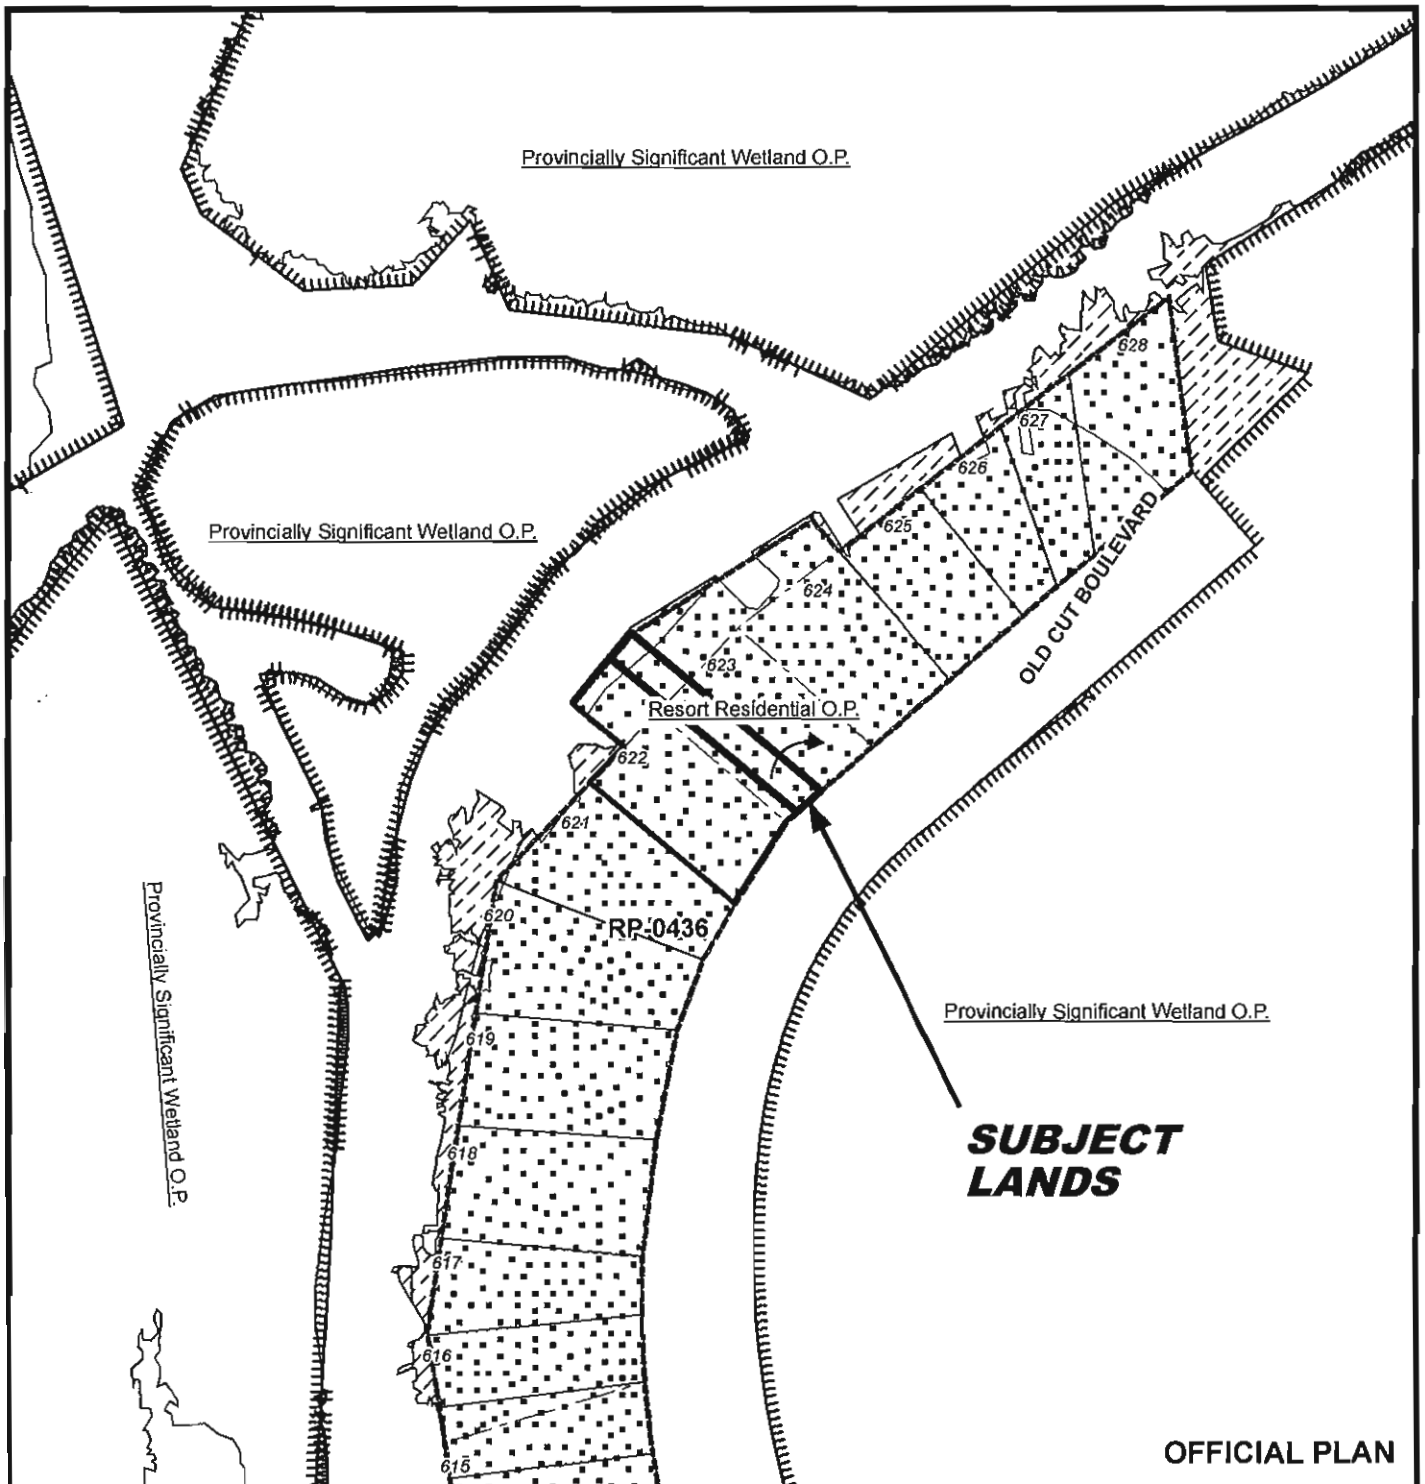 Provincially Significant Wetland O.P.
628
627
626
625
Provincially Significant Wetland O.P.
624
OLD CUT BOULEVARD
623
Resort Residential O.P.
622
621
620
RP-0436
Provincially Significant Wetland O.P.
Provincially Significant Wetland O.P.
619
SUBJECT
LANDS
618
617
616
OFFICIAL PLAN
615